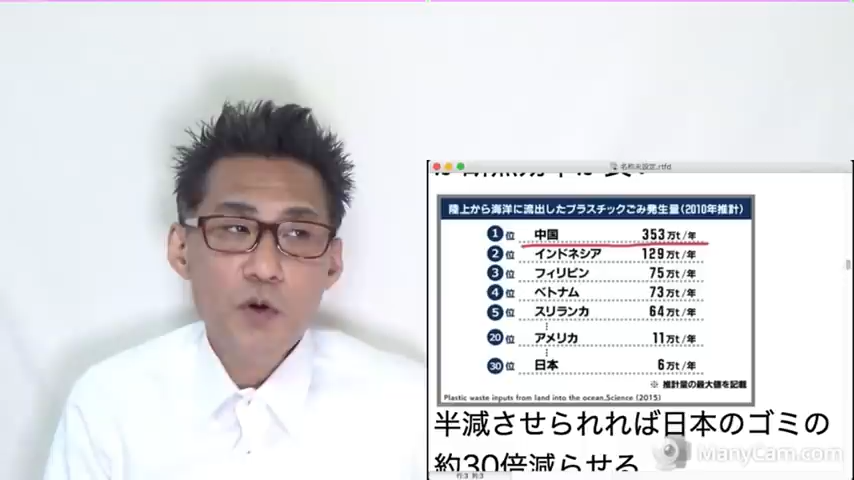 名称未設定.rtfd
陸上から海洋に流出したプラスチックごみ発生量(2010年推計)
1位 中国 353万t/年
2位 インドネシア 129万t/年
3位 フィリピン 75万t/年
4位 ベトナム 73万t/年
5位 スリランカ 64万t/年
20位 アメリカ 11万t/年
30位 日本 6万t/年
※ 推計量の最大値を記載
Plastic waste inputs from land into the ocean,Science (2015)
半減させられれば日本のゴミの
約30倍減らせる
ManyCam.com